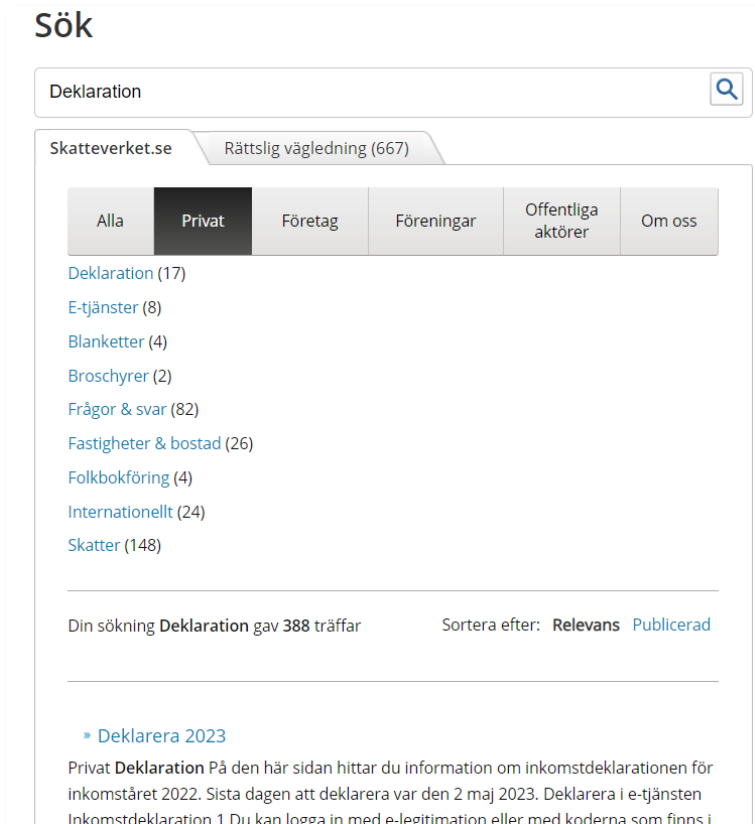 Sök
Deklaration
Skatteverket.se Rättslig vägledning (667)
Alla Privat Företag Föreningar Offentliga aktörer Om oss
Deklaration (17)
E-tjänster (8)
Blanketter (4)
Broschyrer (2)
Frågor & svar (82)
Fastigheter & bostad (26)
Folkbokföring (4)
Internationellt (24)
Skatter (148)
Din sökning Deklaration gav 388 träffar Sortera efter: Relevans Publicerad
» Deklarera 2023
Privat Deklaration På den här sidan hittar du information om inkomstdeklarationen för
inkomståret 2022. Sista dagen att deklarera var den 2 maj 2023. Deklarera i e-tjänsten
Inkomstdeklaration 1 Du kan logga in med e-legitimation eller med koderna som finns i